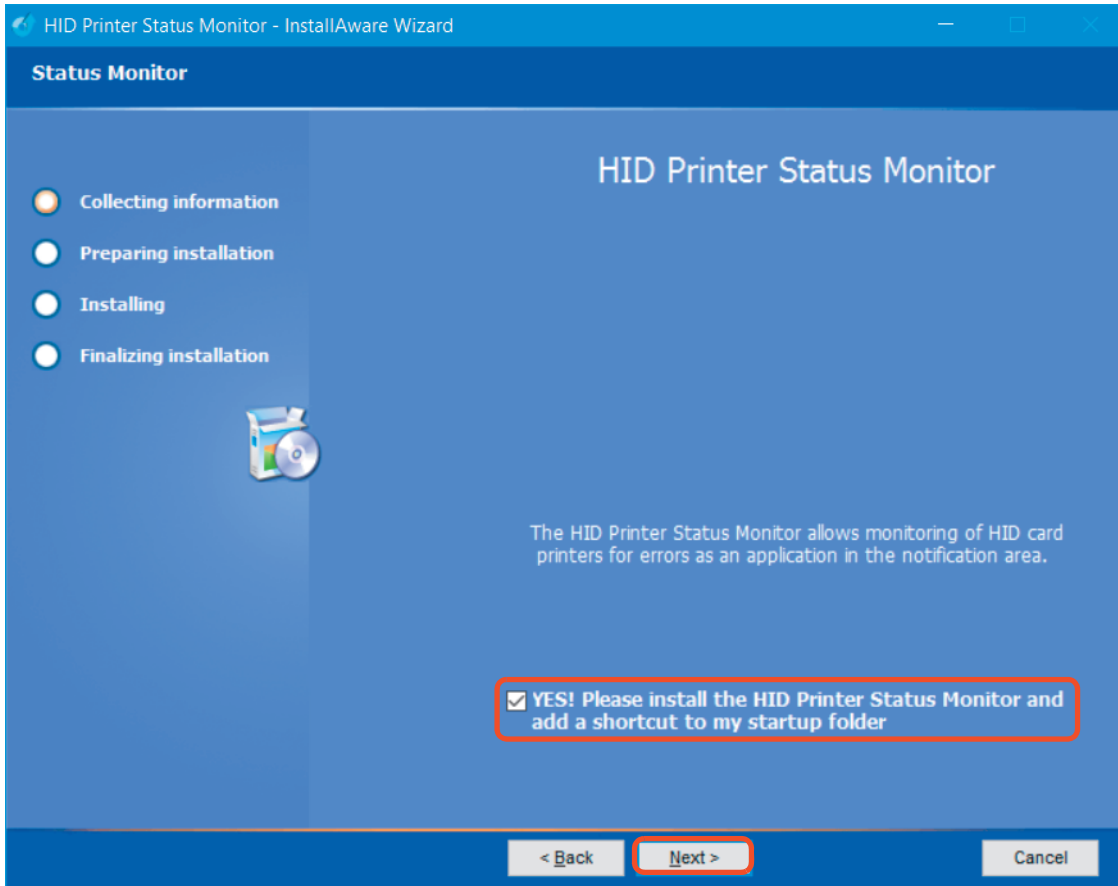 HID Printer Status Monitor - InstallAware Wizard
Status Monitor
HID Printer Status Monitor
Collecting information
Preparing installation
Installing
Finalizing installation
The HID Printer Status Monitor allows monitoring of HID card
printers for errors as an application in the notification area.
YES! Please install the HID Printer Status Monitor and
add a shortcut to my startup folder
< Back
Next >
Cancel